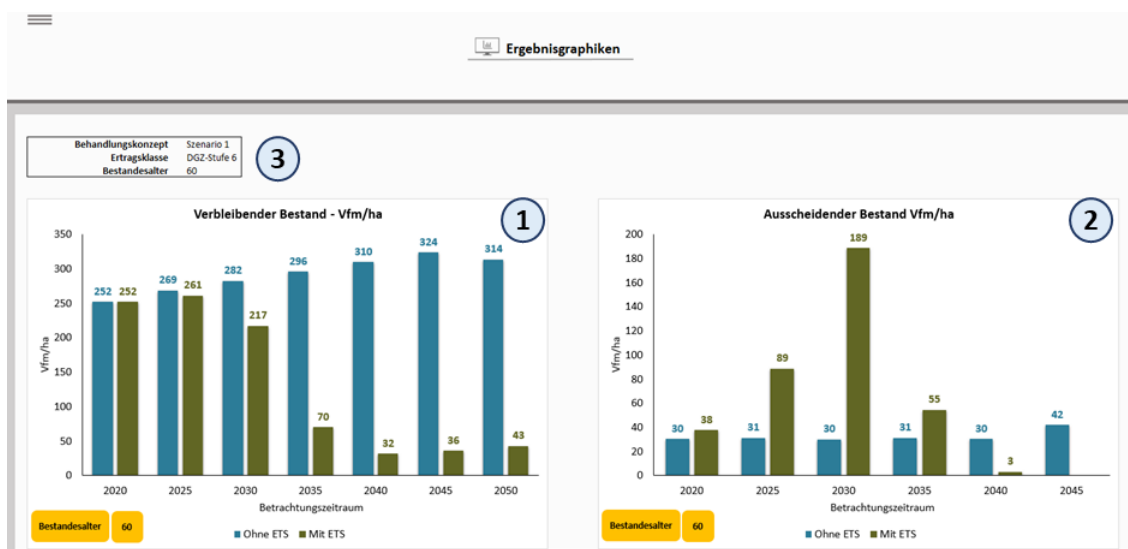 Ergebnisgraphiken
Behandlungskonzept Szenario 1
Ertragsklasse DGZ-Stufe 6
Bestandesalter 60
3
Verbleibender Bestand - Vfm/ha
1
350
300
250
200
150
100
50
0
Vfm/ha
252 252
269 261
282 217
296 70
310 32
324 36
314 43
2020 2025 2030 2035 2040 2045 2050
Betrachtungszeitraum
Bestandesalter 60
Ohne ETS Mit ETS
Ausscheidender Bestand Vfm/ha
2
200
180
160
140
120
100
80
60
40
20
0
Vfm/ha
30 38
31 89
30 189
31 55
30 3
42
2020 2025 2030 2035 2040 2045
Betrachtungszeitraum
Bestandesalter 60
Ohne ETS Mit ETS